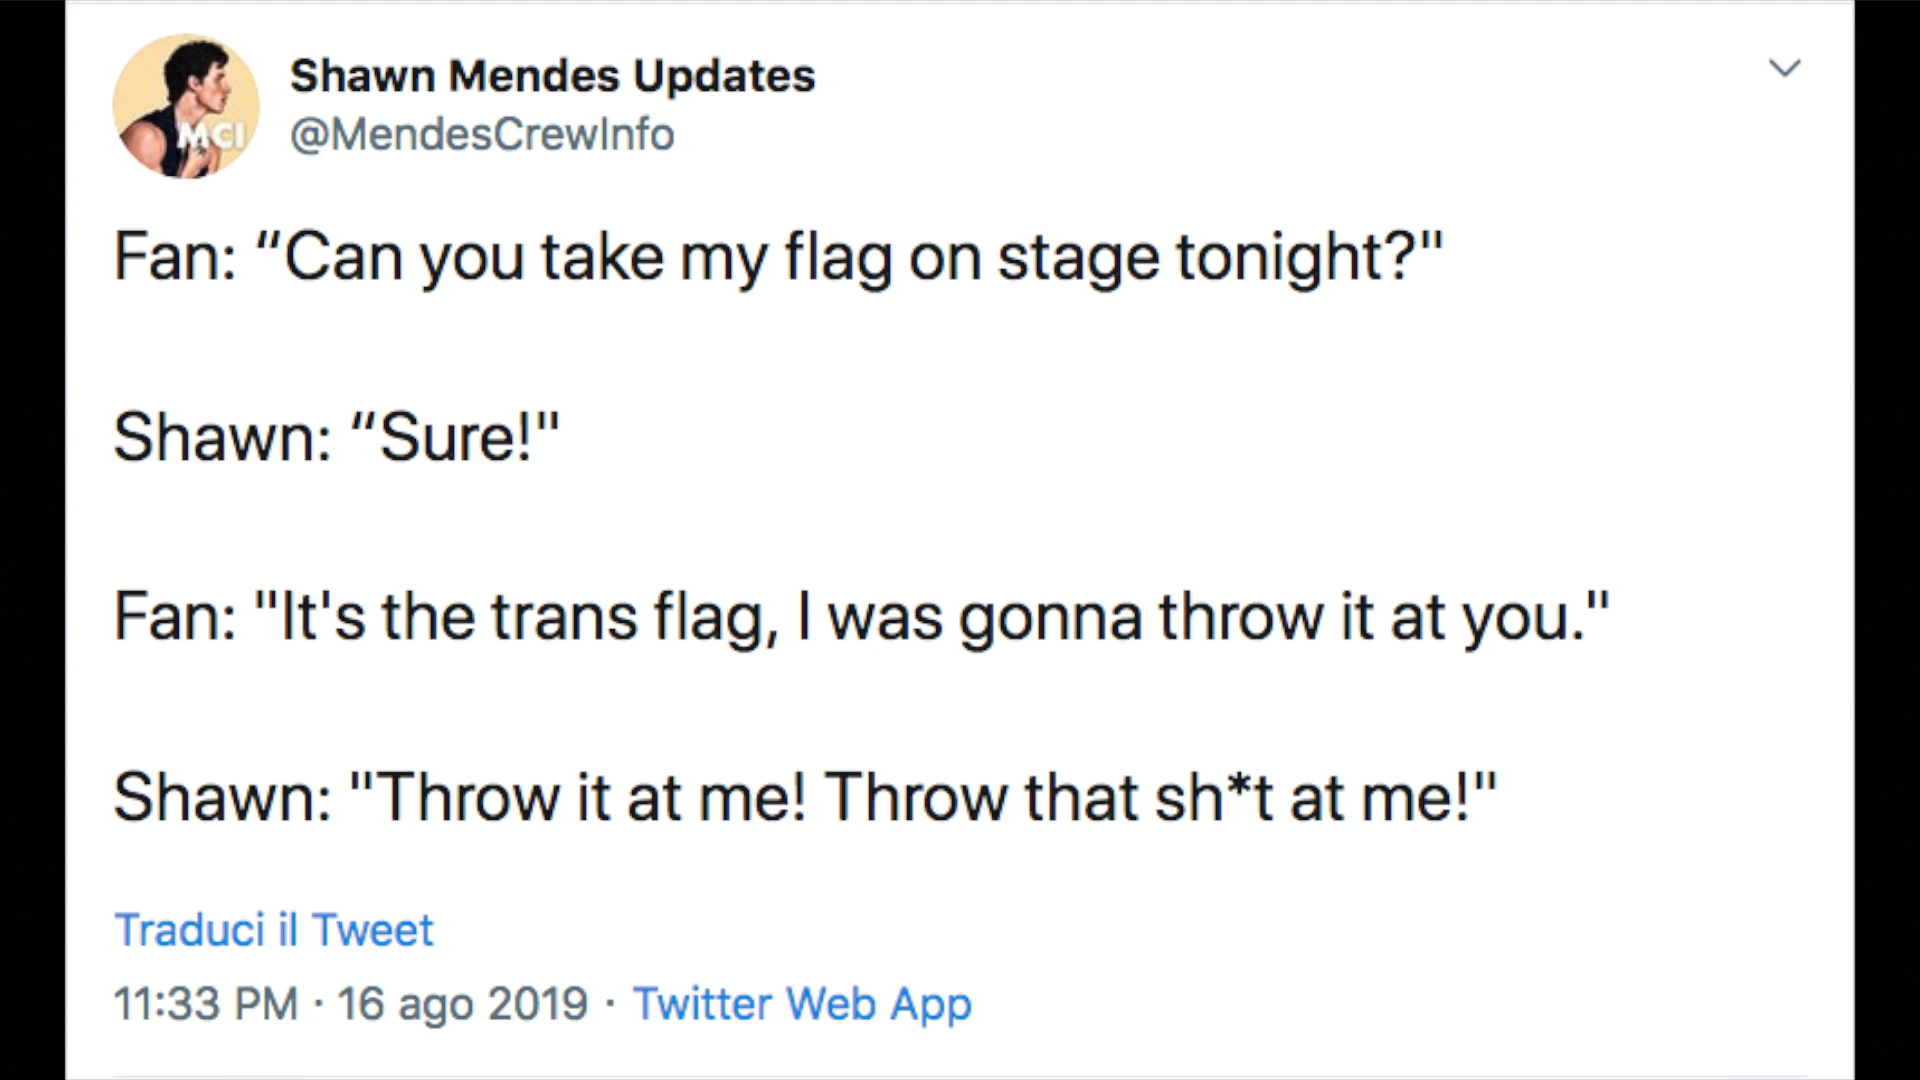 MCI
Shawn Mendes Updates
@MendesCrewInfo
Fan: “Can you take my flag on stage tonight?"
Shawn: “Sure!"
Fan: "It's the trans flag, I was gonna throw it at you."
Shawn: "Throw it at me! Throw that sh*t at me!"
Traduci il Tweet
11:33 PM · 16 ago 2019 · Twitter Web App